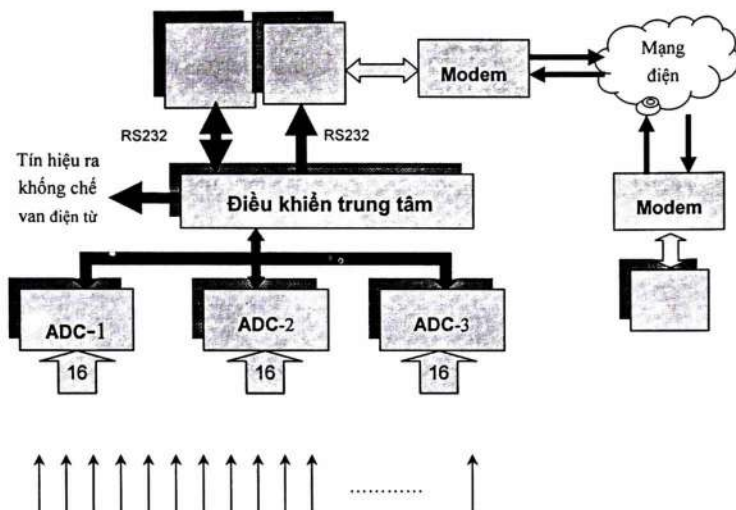 Modem
Mạng
điện
RS232
RS232
Tín hiệu ra
khống chế
van điện từ
Điều khiển trung tâm
Modem
ADC-1
ADC-2
ADC-3
16
16
16
............